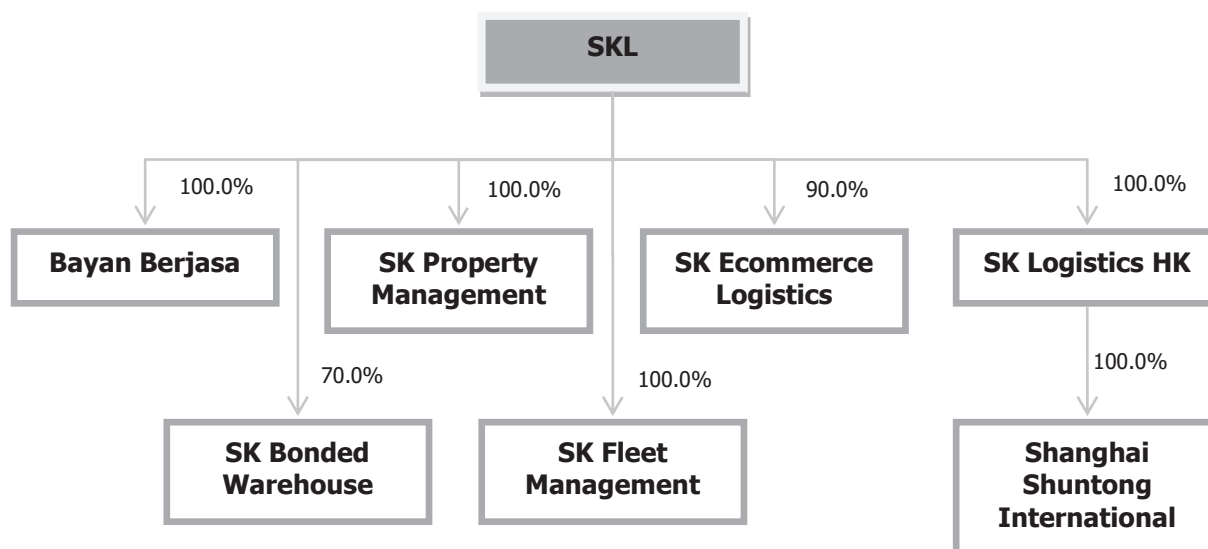 SKL
100.0%
100.0%
90.0%
100.0%
Bayan Berjasa
SK Property
Management
SK Ecommerce
Logistics
SK Logistics HK
70.0%
100.0%
100.0%
SK Bonded
Warehouse
SK Fleet
Management
Shanghai
Shuntong
International